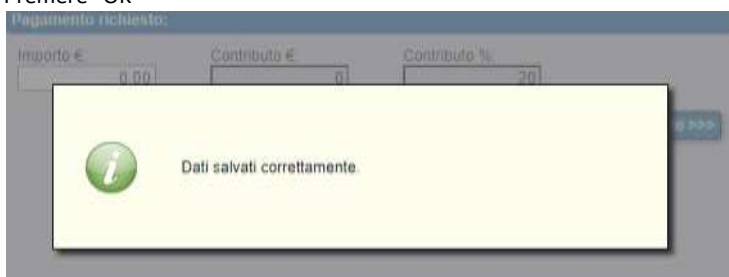 Premere "OK"
Pagamento richiesto:
Importo € Contributo € Contributo %:
0,00 0 20
>>>
Dati salvati correttamente.